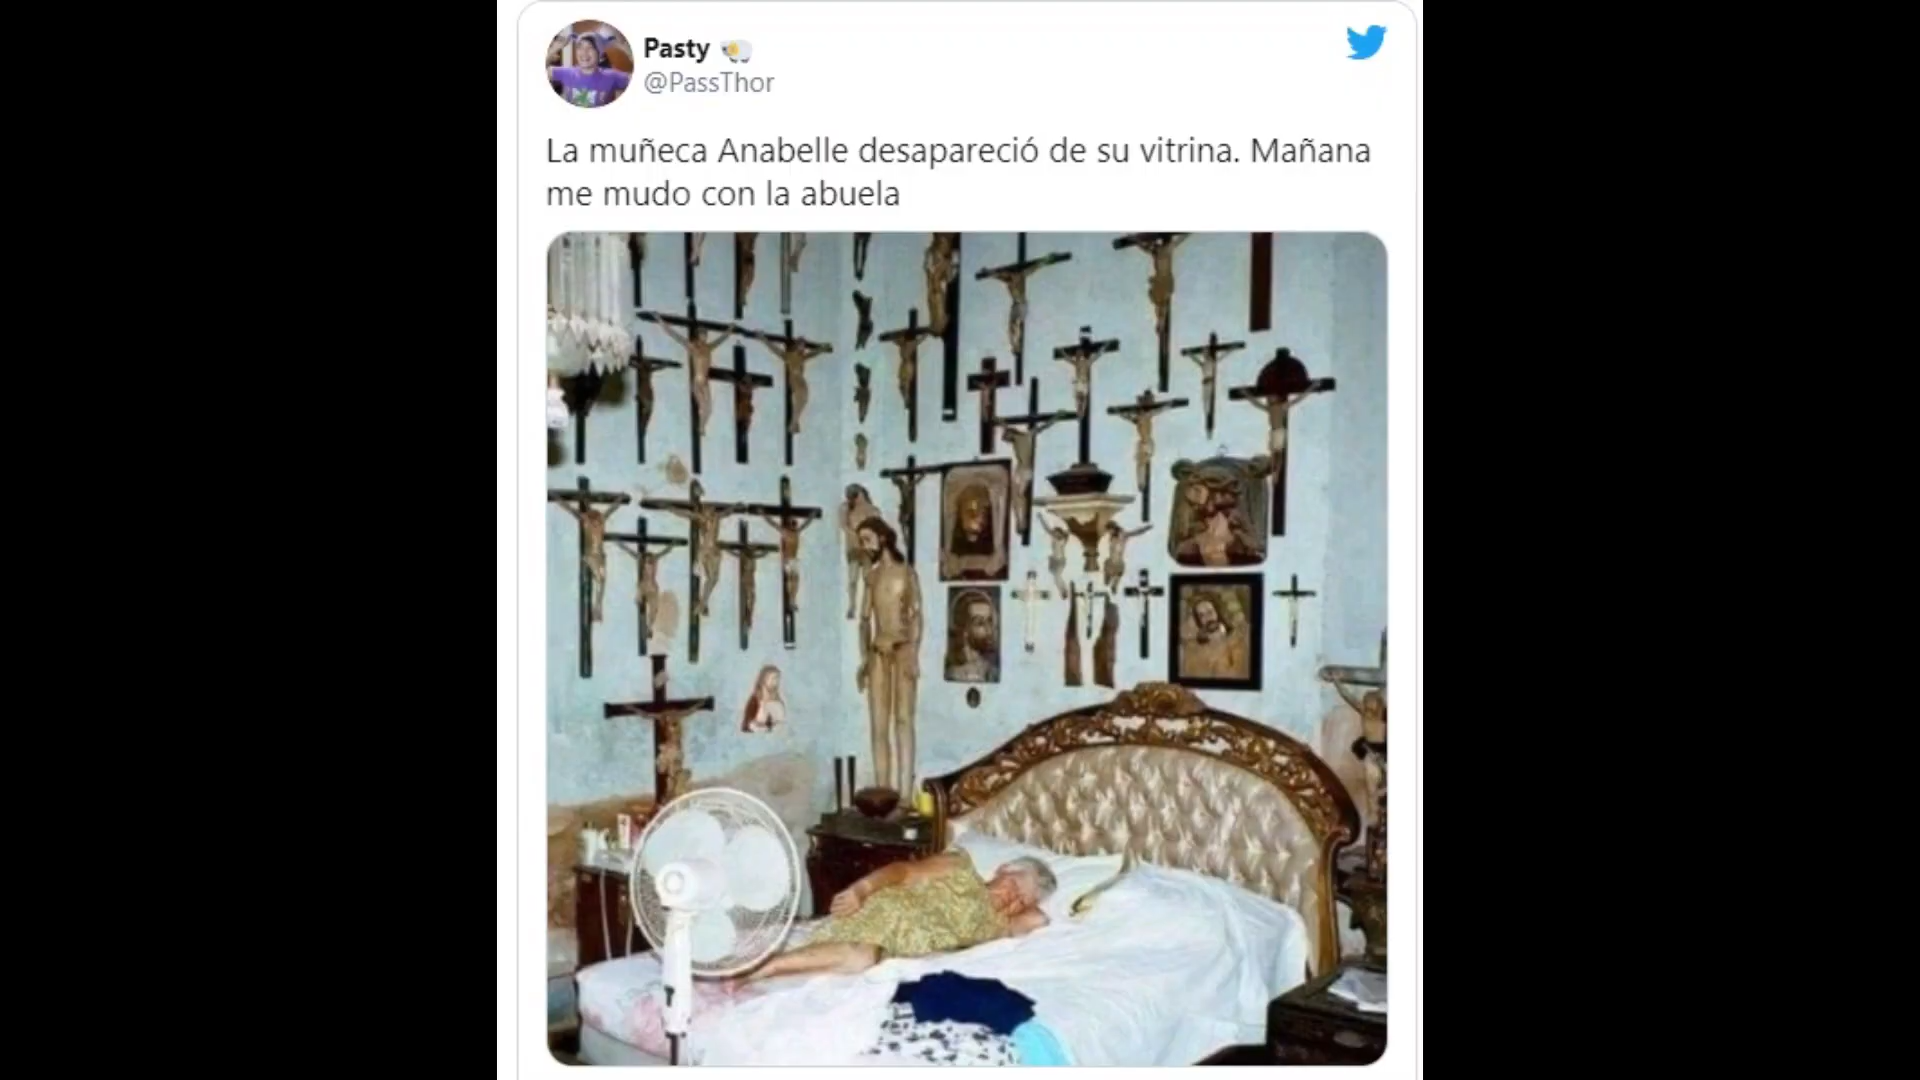 Pasty
@PassThor
La muñeca Anabelle desapareció de su vitrina. Mañana
me mudo con la abuela